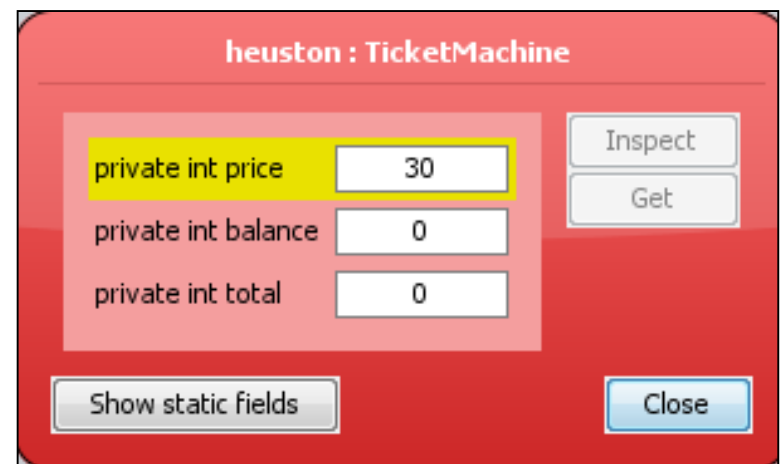 heuston : TicketMachine
private int price 30
Inspect
Get
private int balance 0
private int total 0
Show static fields
Close